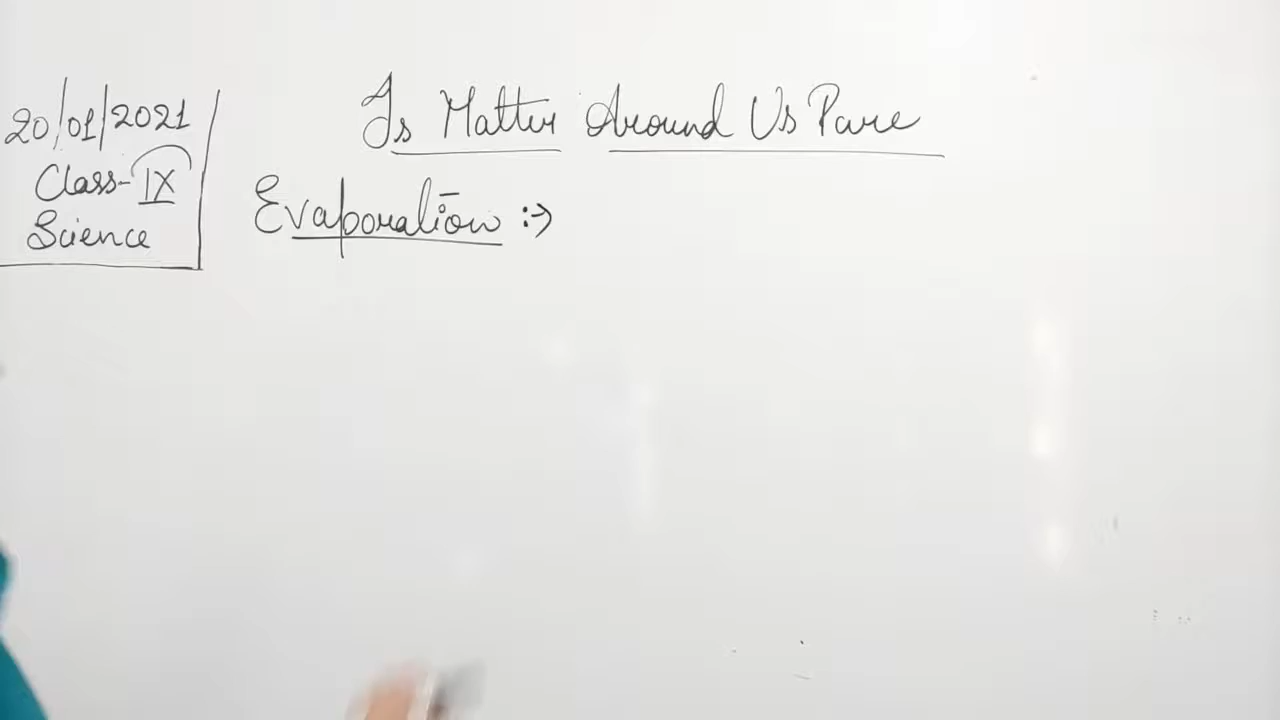 20/01/2021
Class-IX
Science
Is Matter Around Us Pure
Evaporation :->